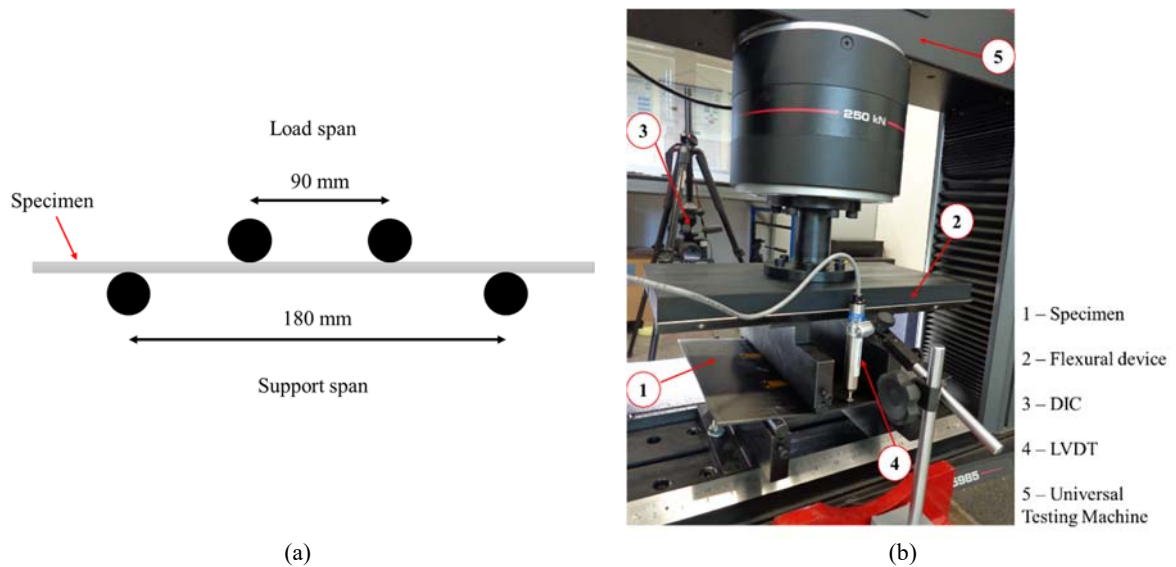 Load span
90 mm
Specimen
180 mm
Support span
(a)
5
250 kN
3
2
1
4
5985
1 – Specimen
2 – Flexural device
3 – DIC
4 – LVDT
5 – Universal
Testing Machine
(b)